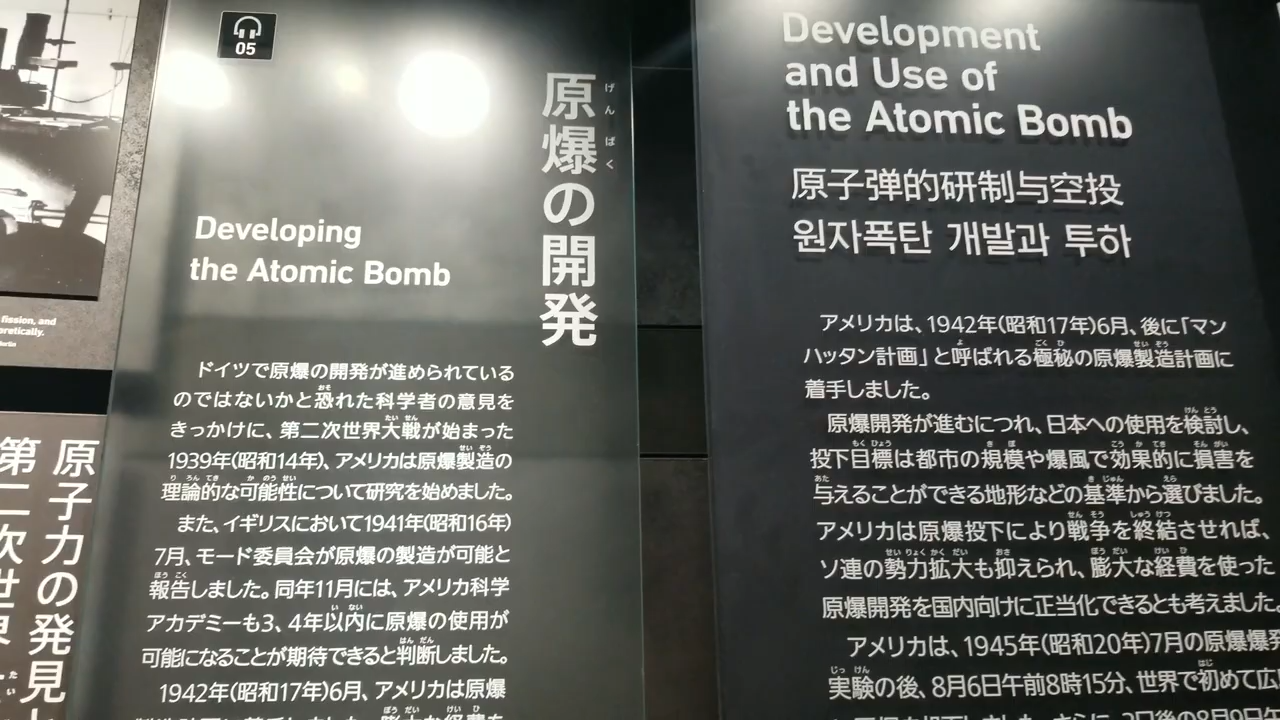 fission, and
05
原爆の開発
げんばく
Developing
the Atomic Bomb
ドイツで原爆の開発が進められている
のではないかと恐れた科学者の意見を
きっかけに、第二次世界大戦が始まった
1939年(昭和14年)、アメリカは原爆製造の
理論的な可能性について研究を始めました。
また、イギリスにおいて1941年(昭和16年)
7月、モード委員会が原爆の製造が可能と
報告しました。同年11月には、アメリカ科学
アカデミーも3、4年以内に原爆の使用が
可能になることが期待できると判断しました。
1942年(昭和17年)6月、アメリカは原爆
原子力の発見
第二次世界
Development
and Use of
the Atomic Bomb
原子弹的研制与空投
원자폭탄 개발과 투하
アメリカは、1942年(昭和17年)6月、後に「マン
ハッタン計画」と呼ばれる極秘の原爆製造計画に
着手しました。
原爆開発が進むにつれ、日本への使用を検討し、
投下目標は都市の規模や爆風で効果的に損害を
与えることができる地形などの基準から選びました。
アメリカは原爆投下により戦争を終結させれば、
ソ連の勢力拡大も抑えられ、膨大な経費を使った
原爆開発を国内向けに正当化できるとも考えました。
アメリカは、1945年(昭和20年)7月の原爆爆発
実験の後、8月6日午前8時15分、世界で初めて広